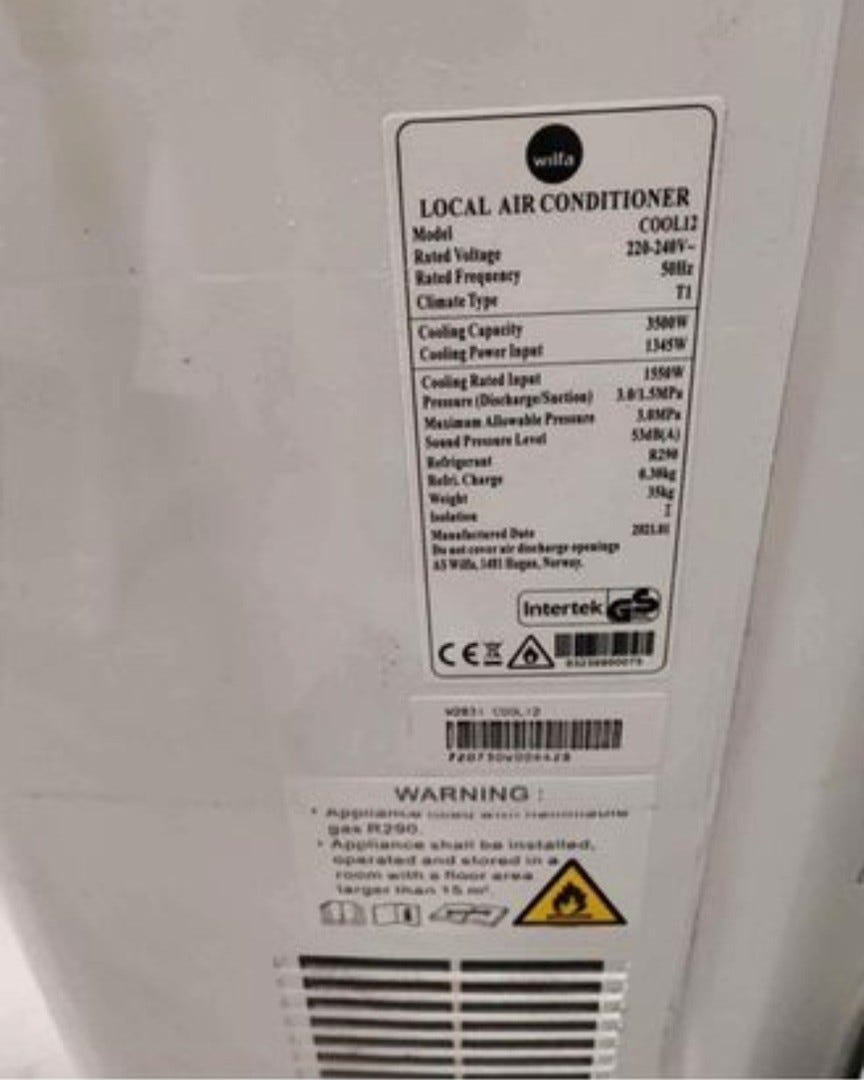 wilfa
LOCAL AIR CONDITIONER
Model COOL12
Rated Voltage 220-240V~
Rated Frequency 50Hz
Climate Type T1
Cooling Capacity 3500W
Cooling Power Input 1345W
Cooling Rated Input 1550W
Pressure (Discharge/Suction) 3.0/1.5MPa
Maximum Allowable Pressure 3.0MPa
Sound Pressure Level 53dB(A)
Refrigerant R290
Refri. Charge 0.30kg
Weight 35kg
Isolation I
Manufactured Date 2021.01
Do not cover air discharge openings
AS Wilfa, 1481 Hagan, Norway.
Intertek GS
CE
COOL12
WARNING :
• Appliance
gas R290.
• Appliance shall be installed,
operated and stored in a
room with a floor area
larger than 15 m².